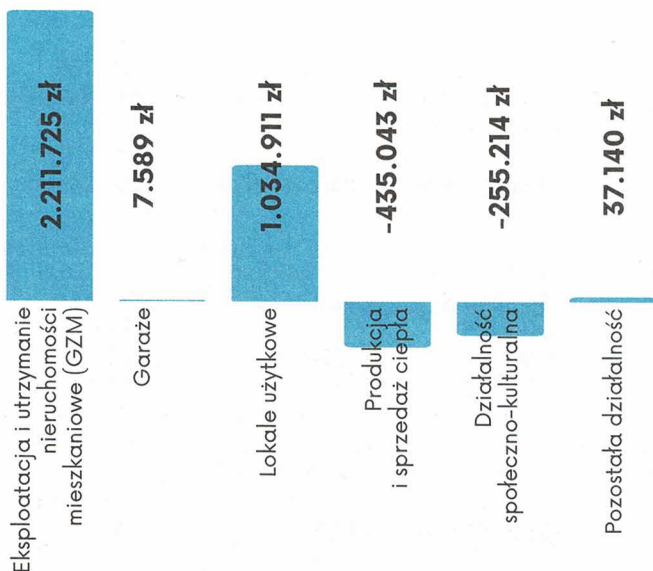 2.211.725 zł
Eksploatacja i utrzymanie
nieruchomości
mieszkaniowe (GZM)
7.589 zł
Garaże
1.034.911 zł
Lokale użytkowe
-435.043 zł
Produkcja
i sprzedaż ciepła
-255.214 zł
Działalność
społeczno-kulturalna
37.140 zł
Pozostała działalność